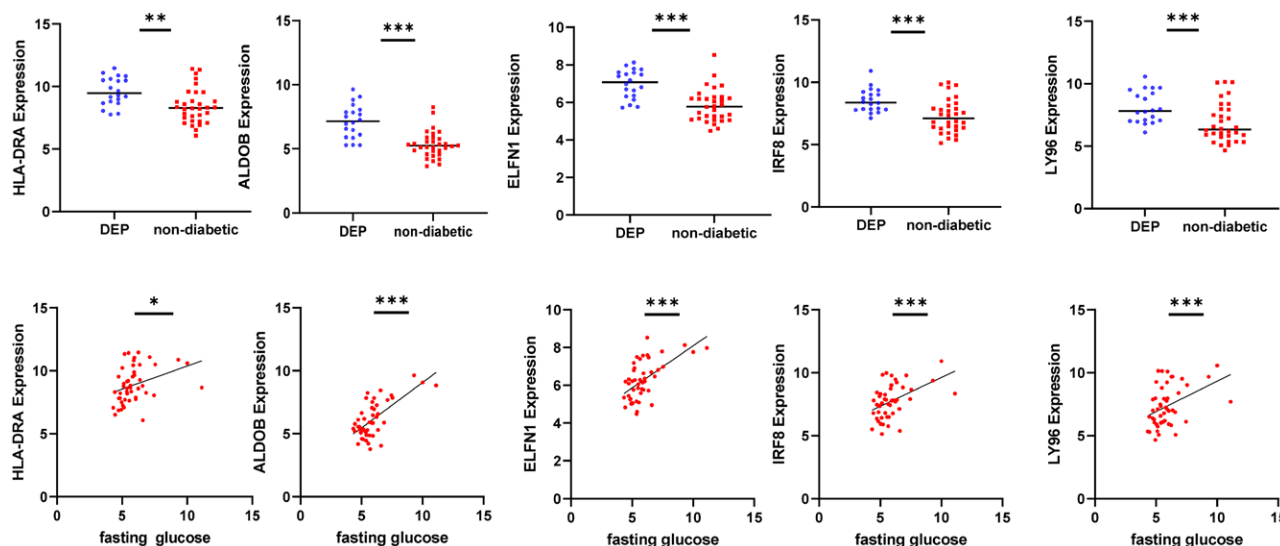 ** *** *** *** ***
HLA-DRA Expression
15
10
5
0
DEP non-diabetic
ALDOB Expression
15
10
5
0
DEP non-diabetic
ELFN1 Expression
10
8
6
4
2
0
DEP non-diabetic
IRF8 Expression
15
10
5
0
DEP non-diabetic
LY96 Expression
15
10
5
0
DEP non-diabetic
* *** *** *** ***
HLA-DRA Expression
15
10
5
0
0 5 10 15
fasting glucose
ALDOB Expression
15
10
5
0
0 5 10 15
fasting glucose
ELFN1 Expression
10
8
6
4
2
0
0 5 10 15
fasting glucose
IRF8 Expression
15
10
5
0
0 5 10 15
fasting glucose
LY96 Expression
15
10
5
0
0 5 10 15
fasting glucose